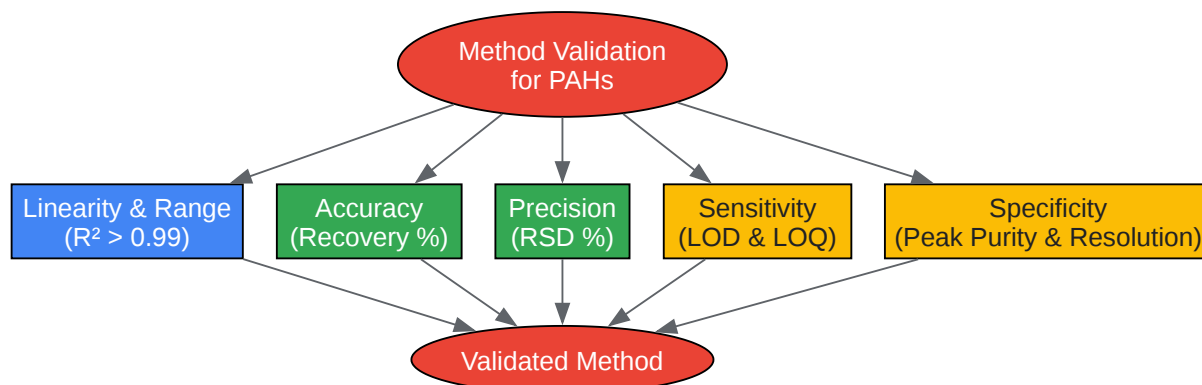 Method Validation
for PAHs
Linearity & Range
(R² > 0.99)
Accuracy
(Recovery %)
Precision
(RSD %)
Sensitivity
(LOD & LOQ)
Specificity
(Peak Purity & Resolution)
Validated Method